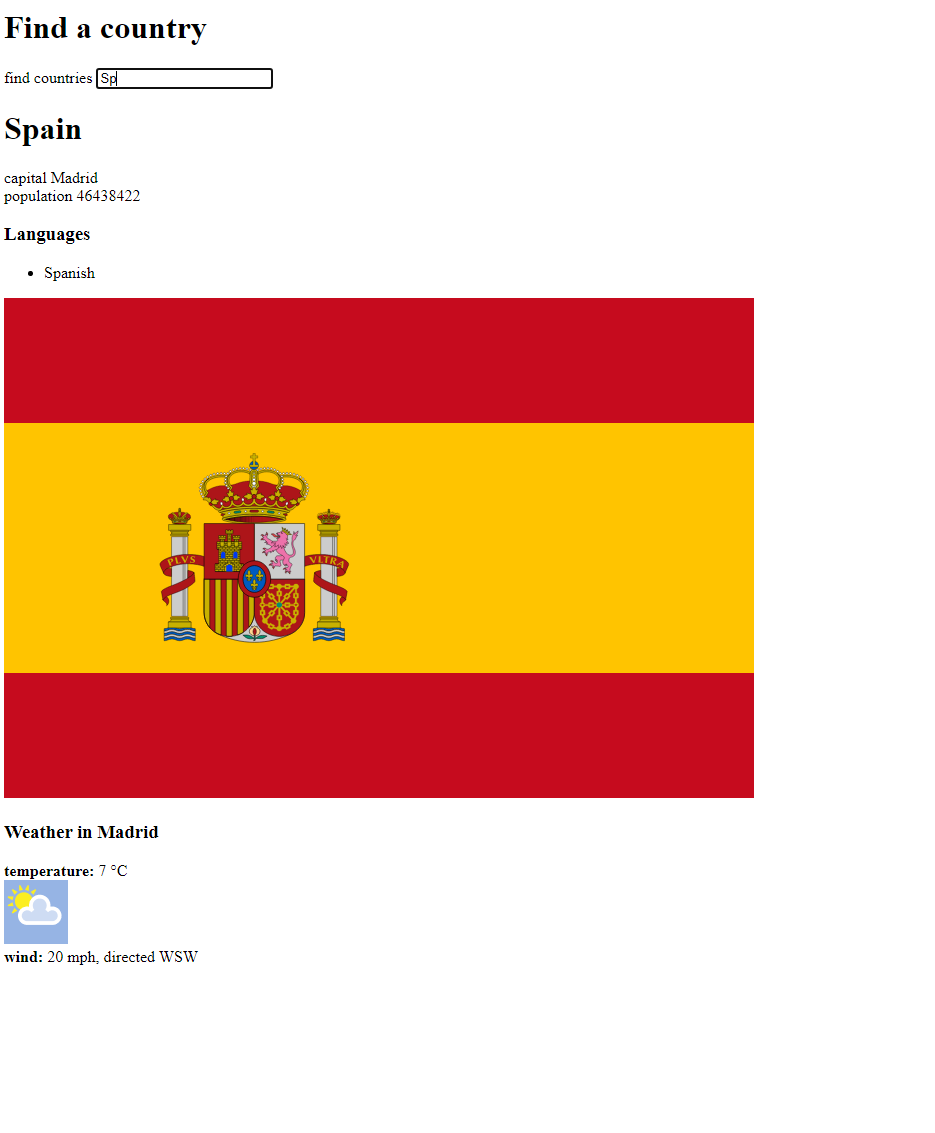 Find a country
find countries Sp
Spain
capital Madrid
population 46438422
Languages
Spanish
PLVS VLTRA
Weather in Madrid
temperature: 7 °C
wind: 20 mph, directed WSW